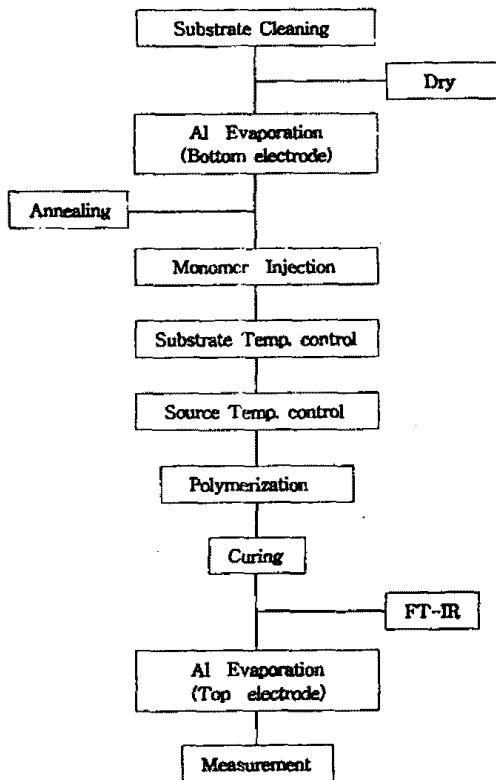 Substrate Cleaning
Dry
Al Evaporation
(Bottom electrode)
Annealing
Monomer Injection
Substrate Temp. control
Source Temp. control
Polymerization
Curing
FT-IR
Al Evaporation
(Top electrode)
Measurement